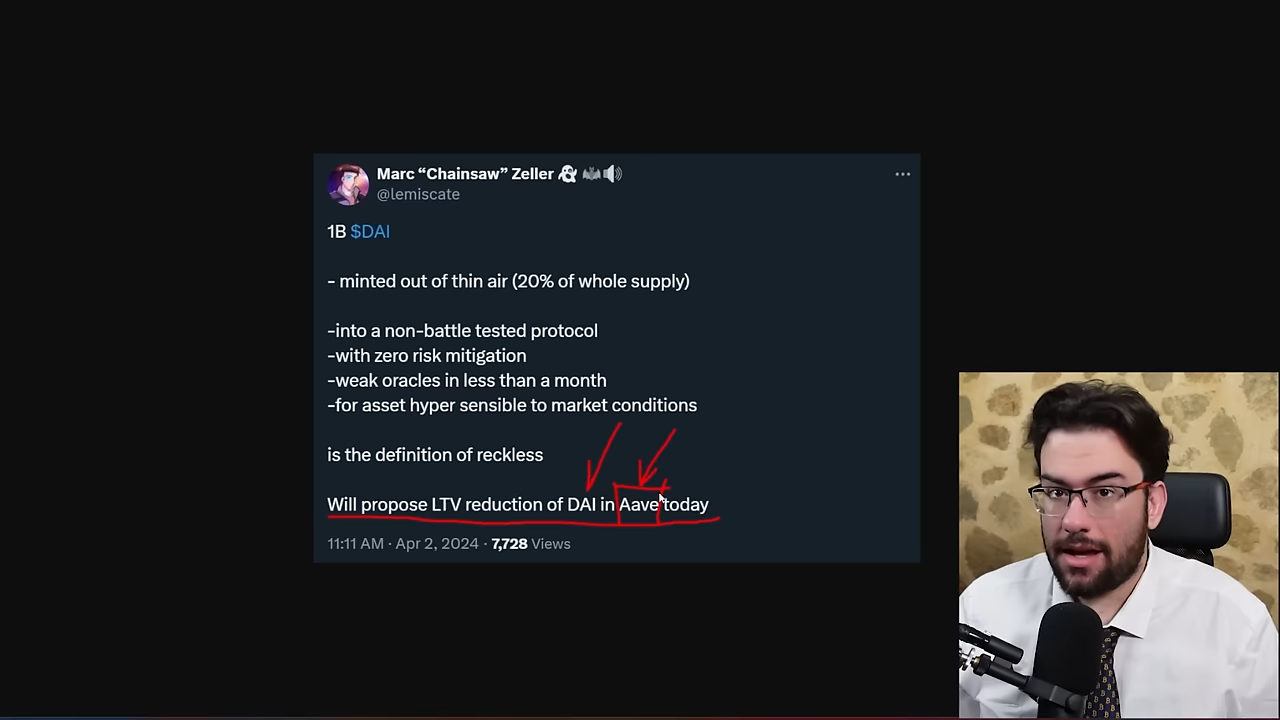 Marc “Chainsaw” Zeller 👻 🦇🔊
@lemiscate
1B $DAI
- minted out of thin air (20% of whole supply)
-into a non-battle tested protocol
-with zero risk mitigation
-weak oracles in less than a month
-for asset hyper sensible to market conditions
is the definition of reckless
Will propose LTV reduction of DAI in Aave today
11:11 AM · Apr 2, 2024 · 7,728 Views